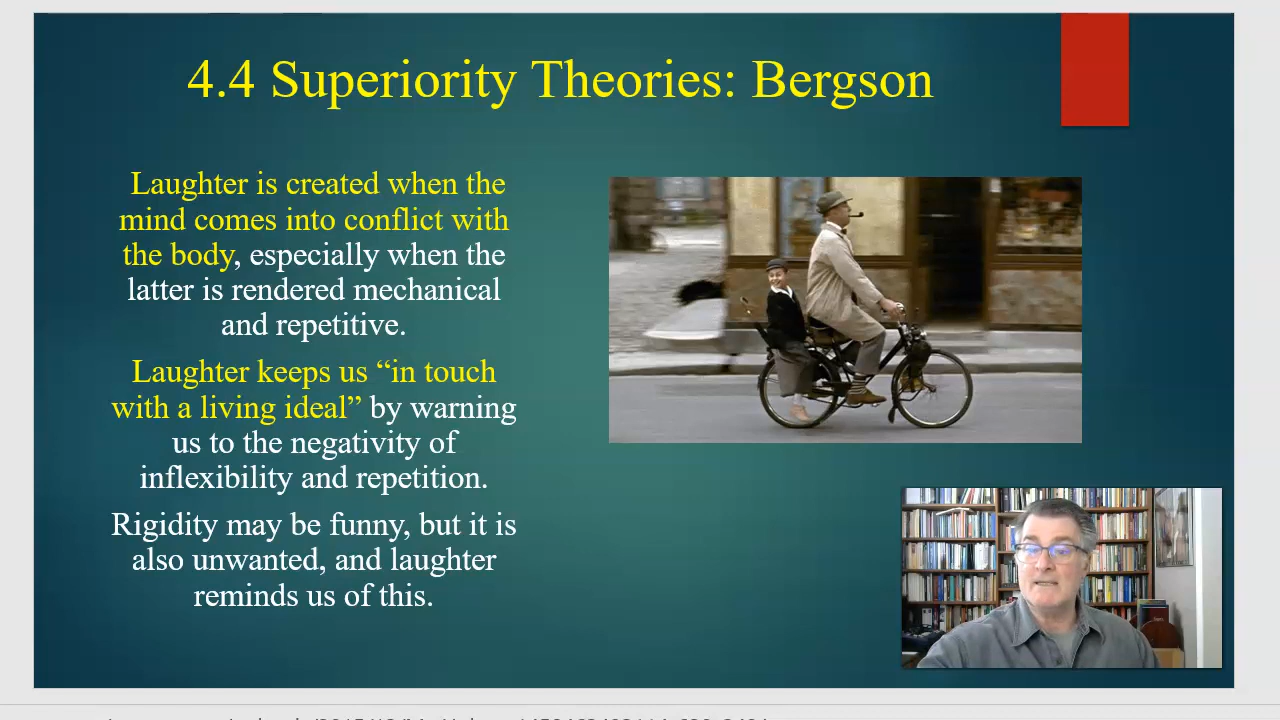 4.4 Superiority Theories: Bergson
Laughter is created when the
mind comes into conflict with
the body, especially when the
latter is rendered mechanical
and repetitive.
Laughter keeps us “in touch
with a living ideal” by warning
us to the negativity of
inflexibility and repetition.
Rigidity may be funny, but it is
also unwanted, and laughter
reminds us of this.